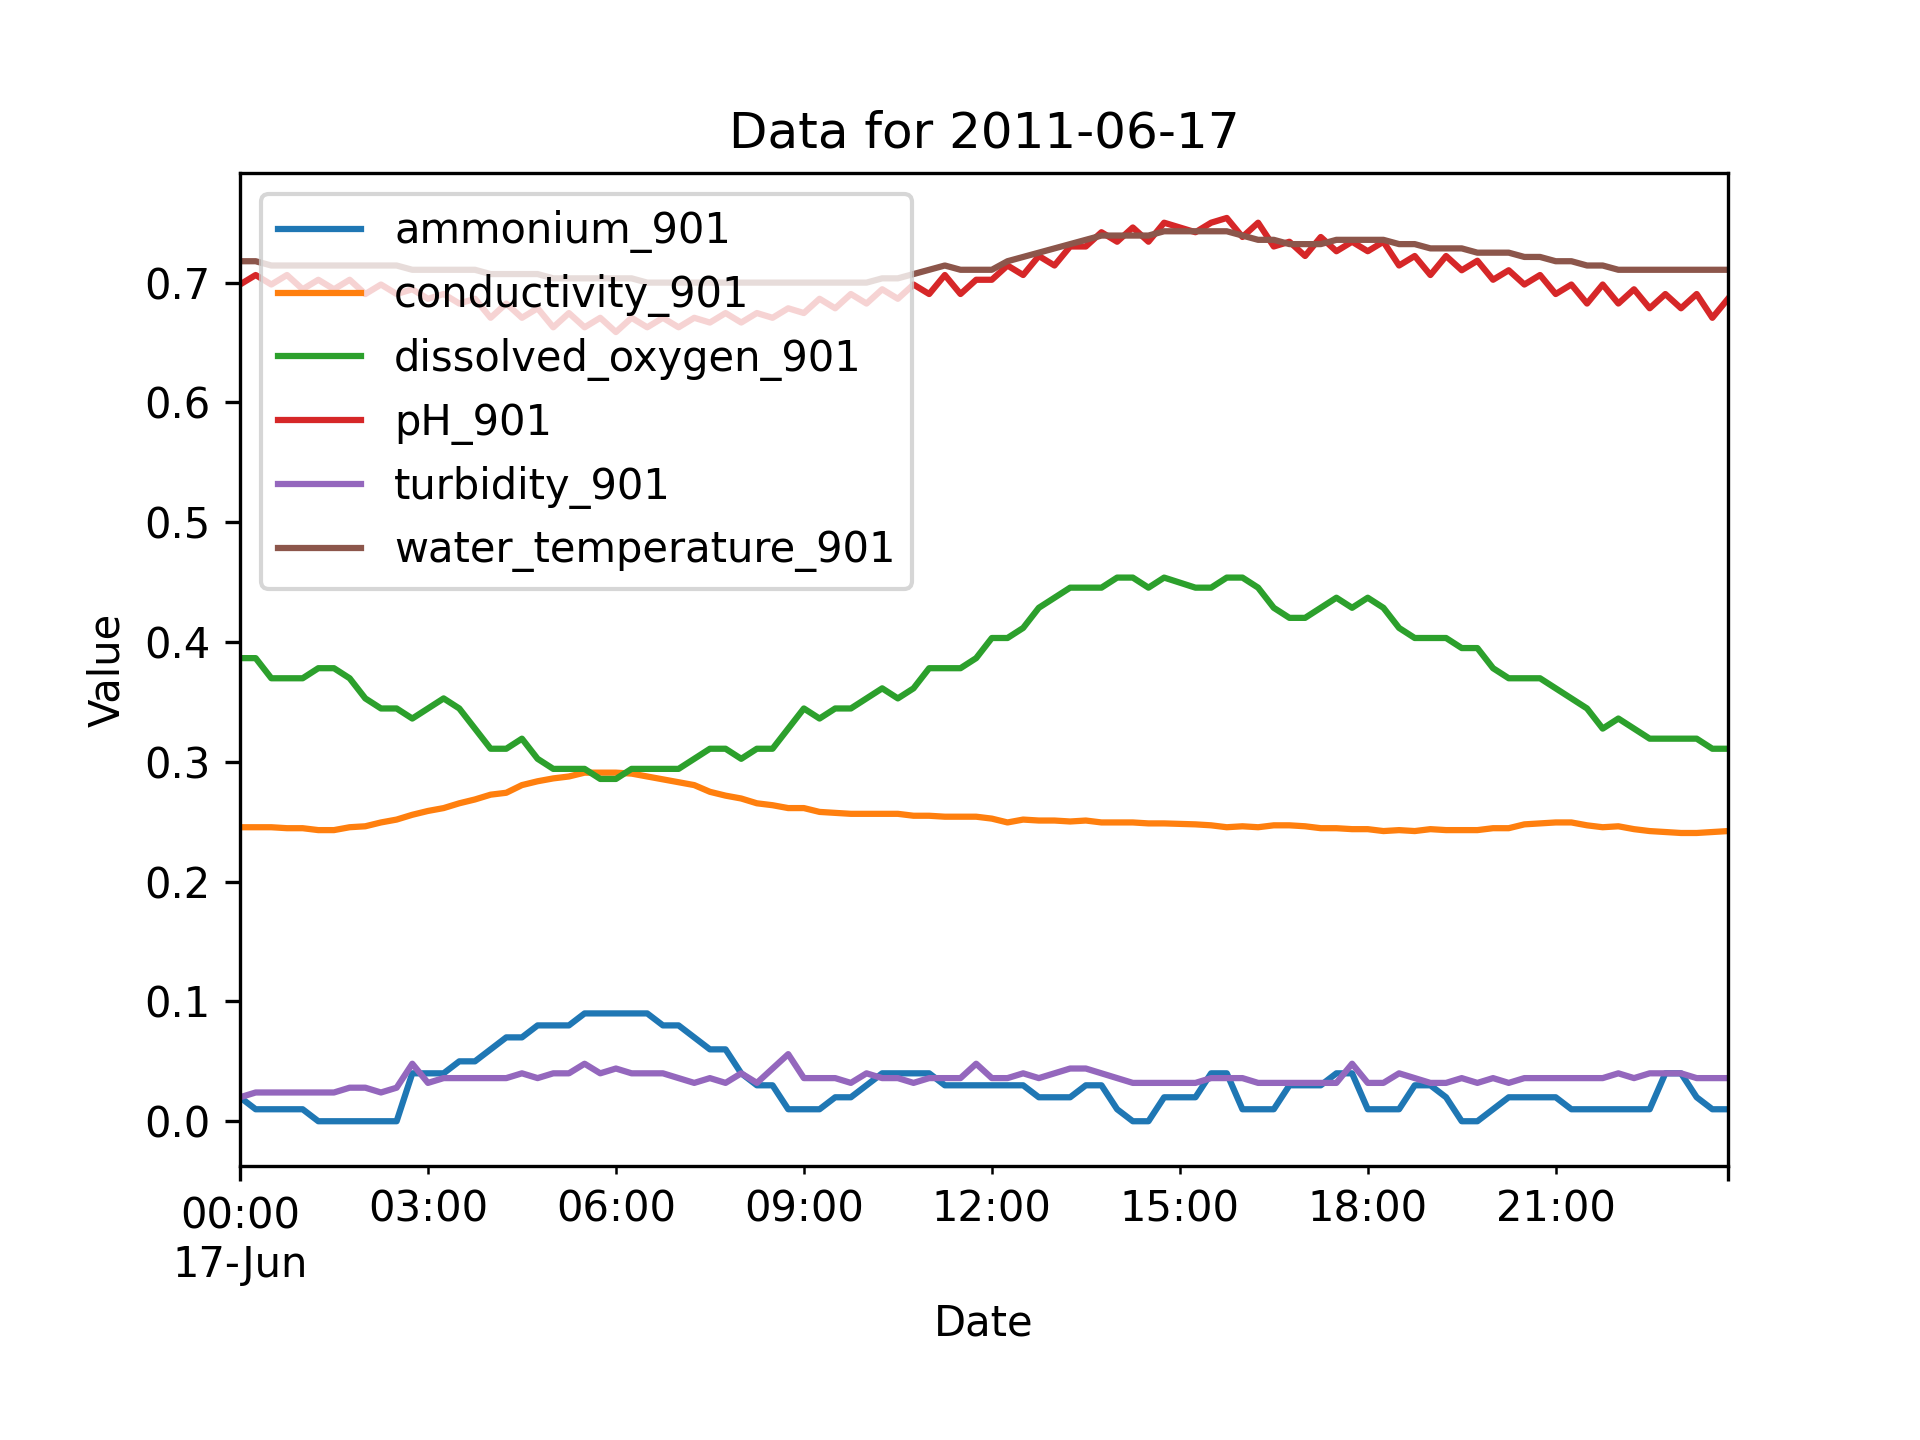 Data for 2011-06-17
ammonium_901
conductivity_901
dissolved_oxygen_901
pH_901
turbidity_901
water_temperature_901
0.7
0.6
0.5
0.4
0.3
0.2
0.1
0.0
Value
00:00 03:00 06:00 09:00 12:00 15:00 18:00 21:00
17-Jun
Date